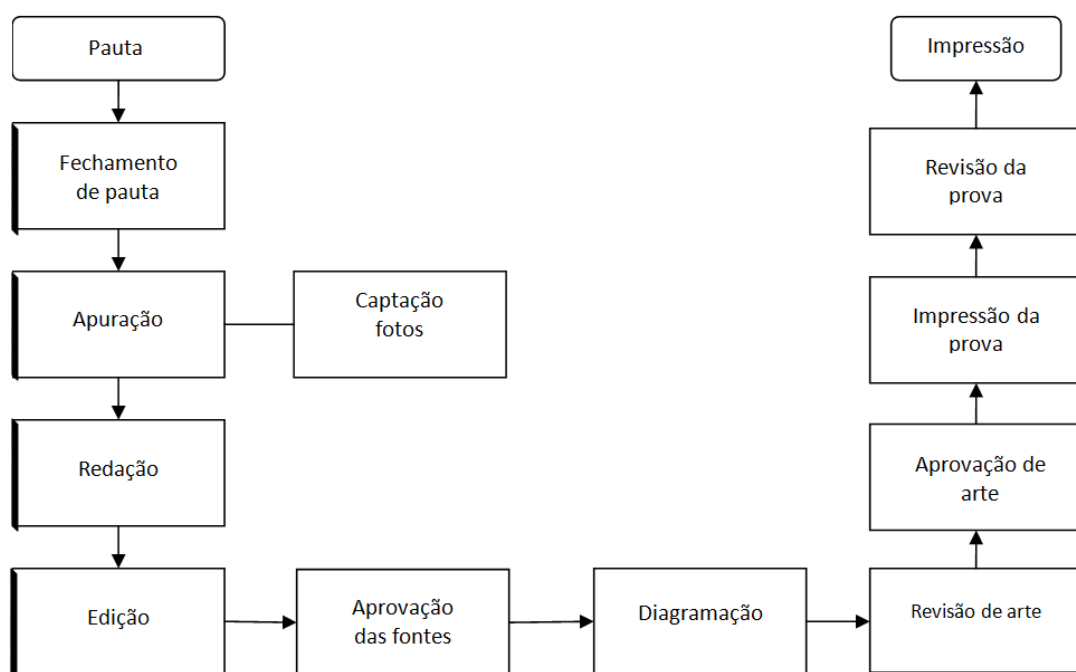 Pauta
Fechamento
de pauta
Apuração
Captação
fotos
Redação
Edição
Aprovação
das fontes
Diagramação
Revisão de arte
Aprovação de
arte
Impressão da
prova
Revisão da
prova
Impressão